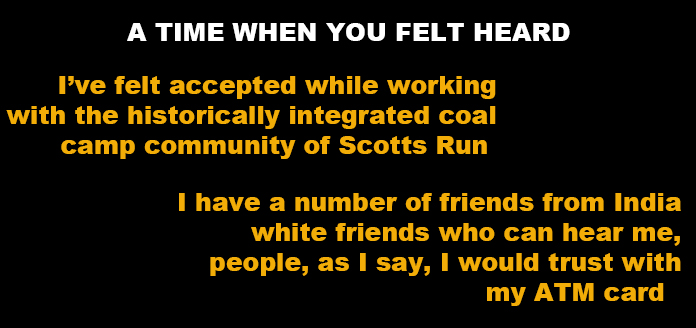 A TIME WHEN YOU FELT HEARD
I’ve felt accepted while working
with the historically integrated coal
camp community of Scotts Run
I have a number of friends from India
white friends who can hear me,
people, as I say, I would trust with
my ATM card